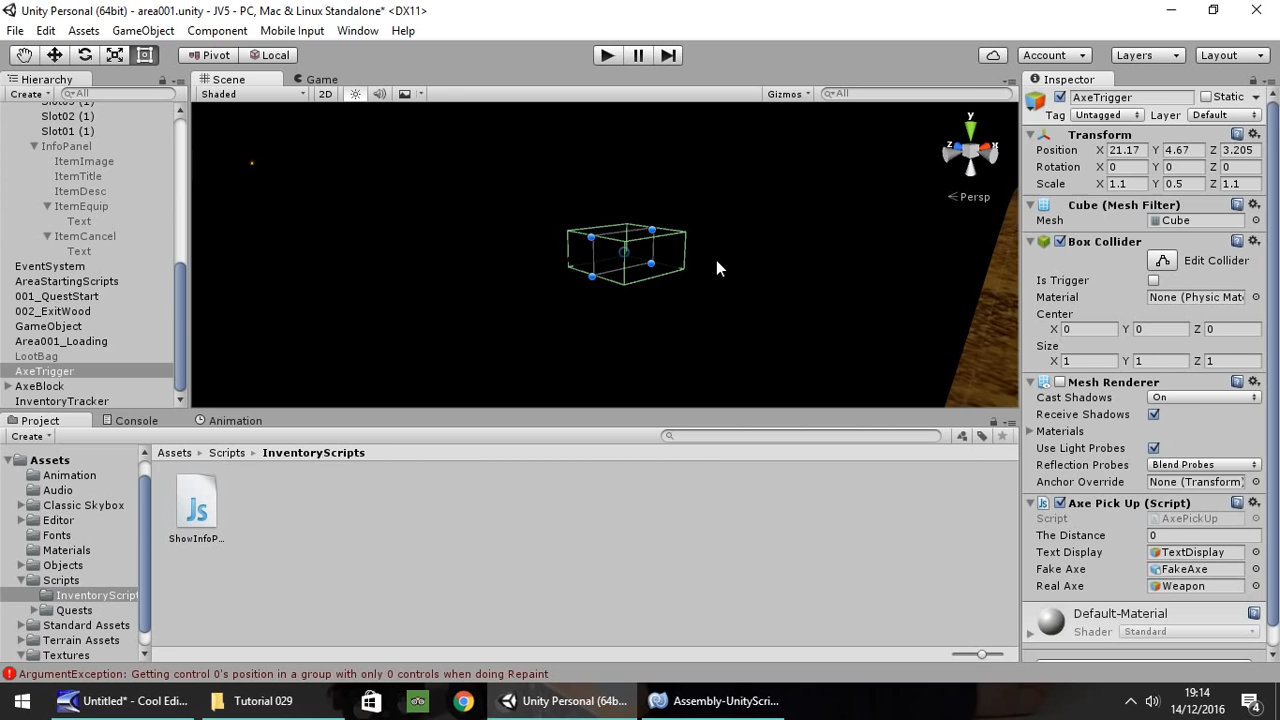 Unity Personal (64bit) - area001.unity - JV5 - PC, Mac & Linux Standalone* <DX11>
File Edit Assets GameObject Component Mobile Input Window Help
Pivot Local Account Layers Layout
Hierarchy
Create All
Slot03 (1)
Slot02 (1)
Slot01 (1)
InfoPanel
ItemImage
ItemTitle
ItemDesc
ItemEquip
Text
ItemCancel
Text
EventSystem
AreaStartingScripts
001_QuestStart
002_ExitWood
GameObject
Area001_Loading
LootBag
AxeTrigger
AxeBlock
InventoryTracker
Scene Game
Shaded 2D Gizmos All
y
z x
Persp
Inspector
AxeTrigger Static
Tag Untagged Layer Default
Transform
Position X 21.17 Y 4.67 Z 3.205
Rotation X 0 Y 0 Z 0
Scale X 1.1 Y 0.5 Z 1.1
Cube (Mesh Filter)
Mesh Cube
Box Collider
Edit Collider
Is Trigger
Material None (Physic Mat
Center
X 0 Y 0 Z 0
Size
X 1 Y 1 Z 1
Mesh Renderer
Cast Shadows On
Receive Shadows
Materials
Use Light Probes
Reflection Probes Blend Probes
Anchor Override None (Transform)
Axe Pick Up (Script)
Script AxePickUp
The Distance 0
Text Display TextDisplay
Fake Axe FakeAxe
Real Axe Weapon
Default-Material
Shader Standard
Project Console Animation
Create
Assets
Animation
Audio
Classic Skybox
Editor
Fonts
Materials
Objects
Scripts
InventoryScript
Quests
Standard Assets
Terrain Assets
Textures
Assets Scripts InventoryScripts
Js
ShowInfoP...
ArgumentException: Getting control 0's position in a group with only 0 controls when doing Repaint
Untitled* - Cool Edi...
Tutorial 029
Unity Personal (64b...
Assembly-UnityScri...
19:14
14/12/2016
4